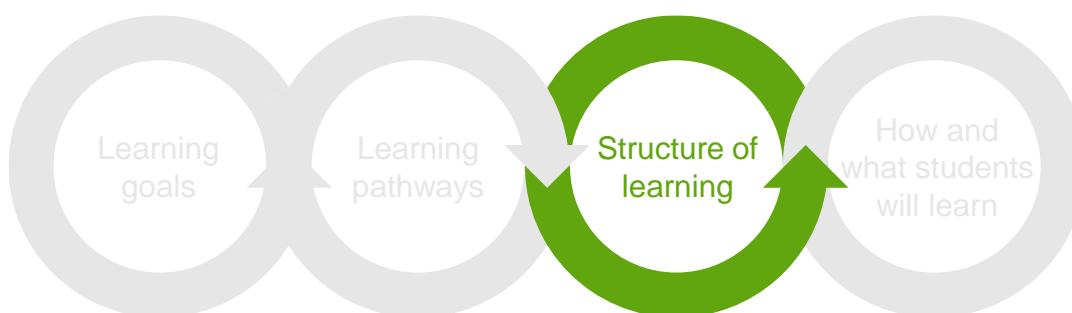 Learning
goals
Learning
pathways
Structure of
learning
How and
what students
will learn